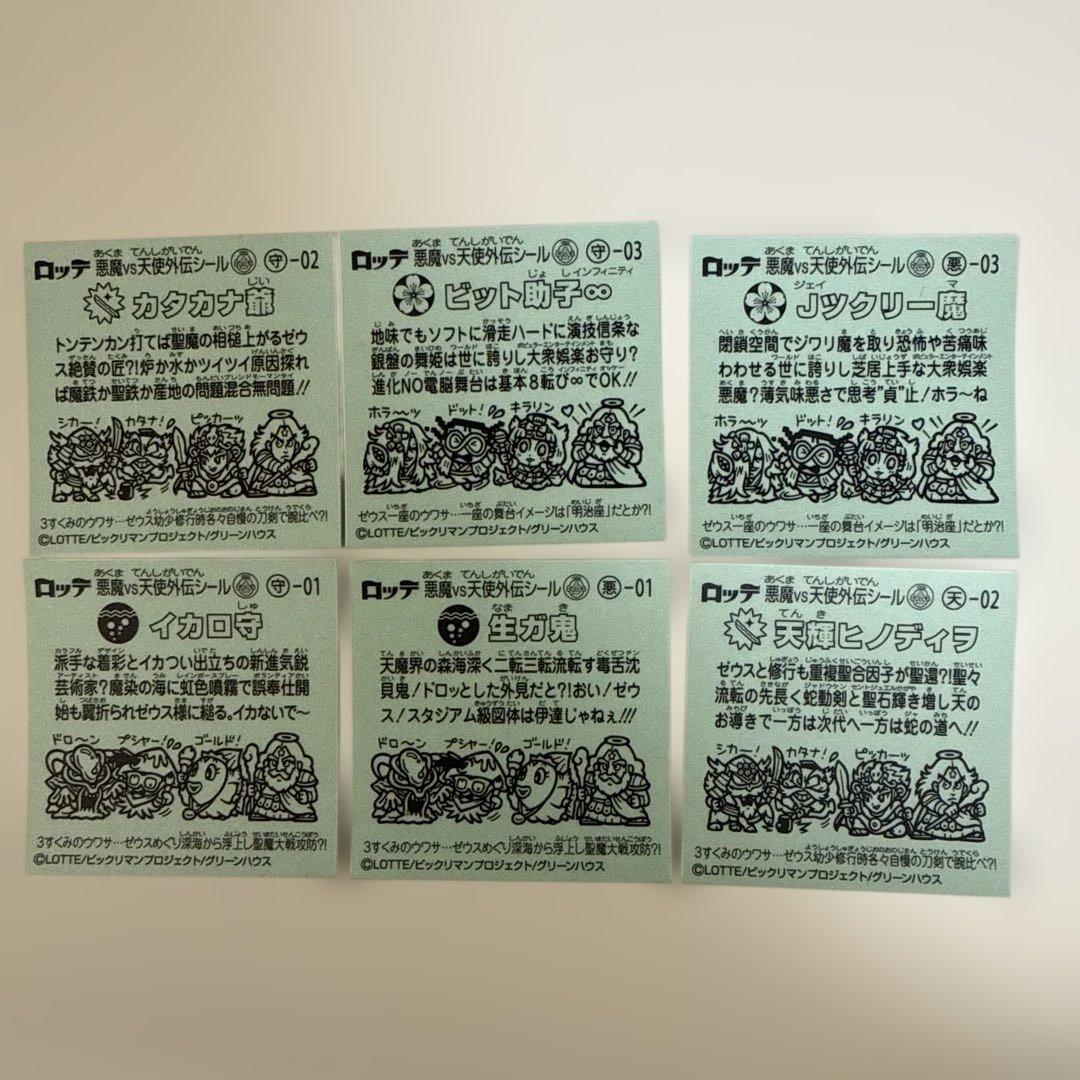 ロッテ 悪魔vs天使外伝シール 守-02
カタカナ爺
トンテンカン打てば聖魔の相槌上がるゼウ
ス絶賛の匠?!炉か水かツイツイ原因探れ
ば魔鉄か聖鉄か産地の問題混合無問題!!
シカー! カタナ! ピッカーッ
3すくみのウワサ…ゼウス幼少修行時各々自慢の刀剣で腕比べ?!
©LOTTE/ビックリマンプロジェクト/グリーンハウス
ロッテ 悪魔vs天使外伝シール 守-03
ビット助子∞
地味でもソフトに滑走ハードに演技信条な
銀盤の舞姫は世に誇りし大衆娯楽お守り?
進化NO電脳舞台は基本8転び∞でOK!!
ホラ〜ッ ドット! キラリン
ゼウス一座のウワサ…一座の舞台イメージは「明治座」だとか?!
©LOTTE/ビックリマンプロジェクト/グリーンハウス
ロッテ 悪魔vs天使外伝シール 悪-03
Jツクリー魔
閉鎖空間でジワリ魔を取り恐怖や苦痛味
わわせる世に誇りし芝居上手な大衆娯楽
悪魔?薄気味悪さで思考"貞"止!ホラ〜ね
ホラ〜ッ ドット! キラリン
ゼウス一座のウワサ…一座の舞台イメージは「明治座」だとか?!
©LOTTE/ビックリマンプロジェクト/グリーンハウス
ロッテ 悪魔vs天使外伝シール 守-01
イカロ守
派手な着彩とイカつい出立ちの新進気鋭
芸術家?魔染の海に虹色噴霧で誤奉仕開
始も翼折られゼウス様に縋る。イカないで〜
ドロ〜ン プシャー! ゴールド!
3すくみのウワサ…ゼウスめぐり深海から浮上し聖魔大戦攻防?!
©LOTTE/ビックリマンプロジェクト/グリーンハウス
ロッテ 悪魔vs天使外伝シール 悪-01
生ガ鬼
天魔界の森海深く二転三転流転す毒舌沈
貝鬼!ドロッとした外見だと?!おい!ゼウ
ス!スタジアム級図体は伊達じゃねぇ!!!
ドロ〜ン プシャー! ゴールド!
3すくみのウワサ…ゼウスめぐり深海から浮上し聖魔大戦攻防?!
©LOTTE/ビックリマンプロジェクト/グリーンハウス
ロッテ 悪魔vs天使外伝シール 天-02
天輝ヒノディヲ
ゼウスと修行も重複聖合因子が聖還?!聖々
流転の先長く蛇動剣と聖石輝き増し天の
お導きで一方は次代へ一方は蛇の道へ!!
シカー! カタナ! ピッカーッ
3すくみのウワサ…ゼウス幼少修行時各々自慢の刀剣で腕比べ?!
©LOTTE/ビックリマンプロジェクト/グリーンハウス